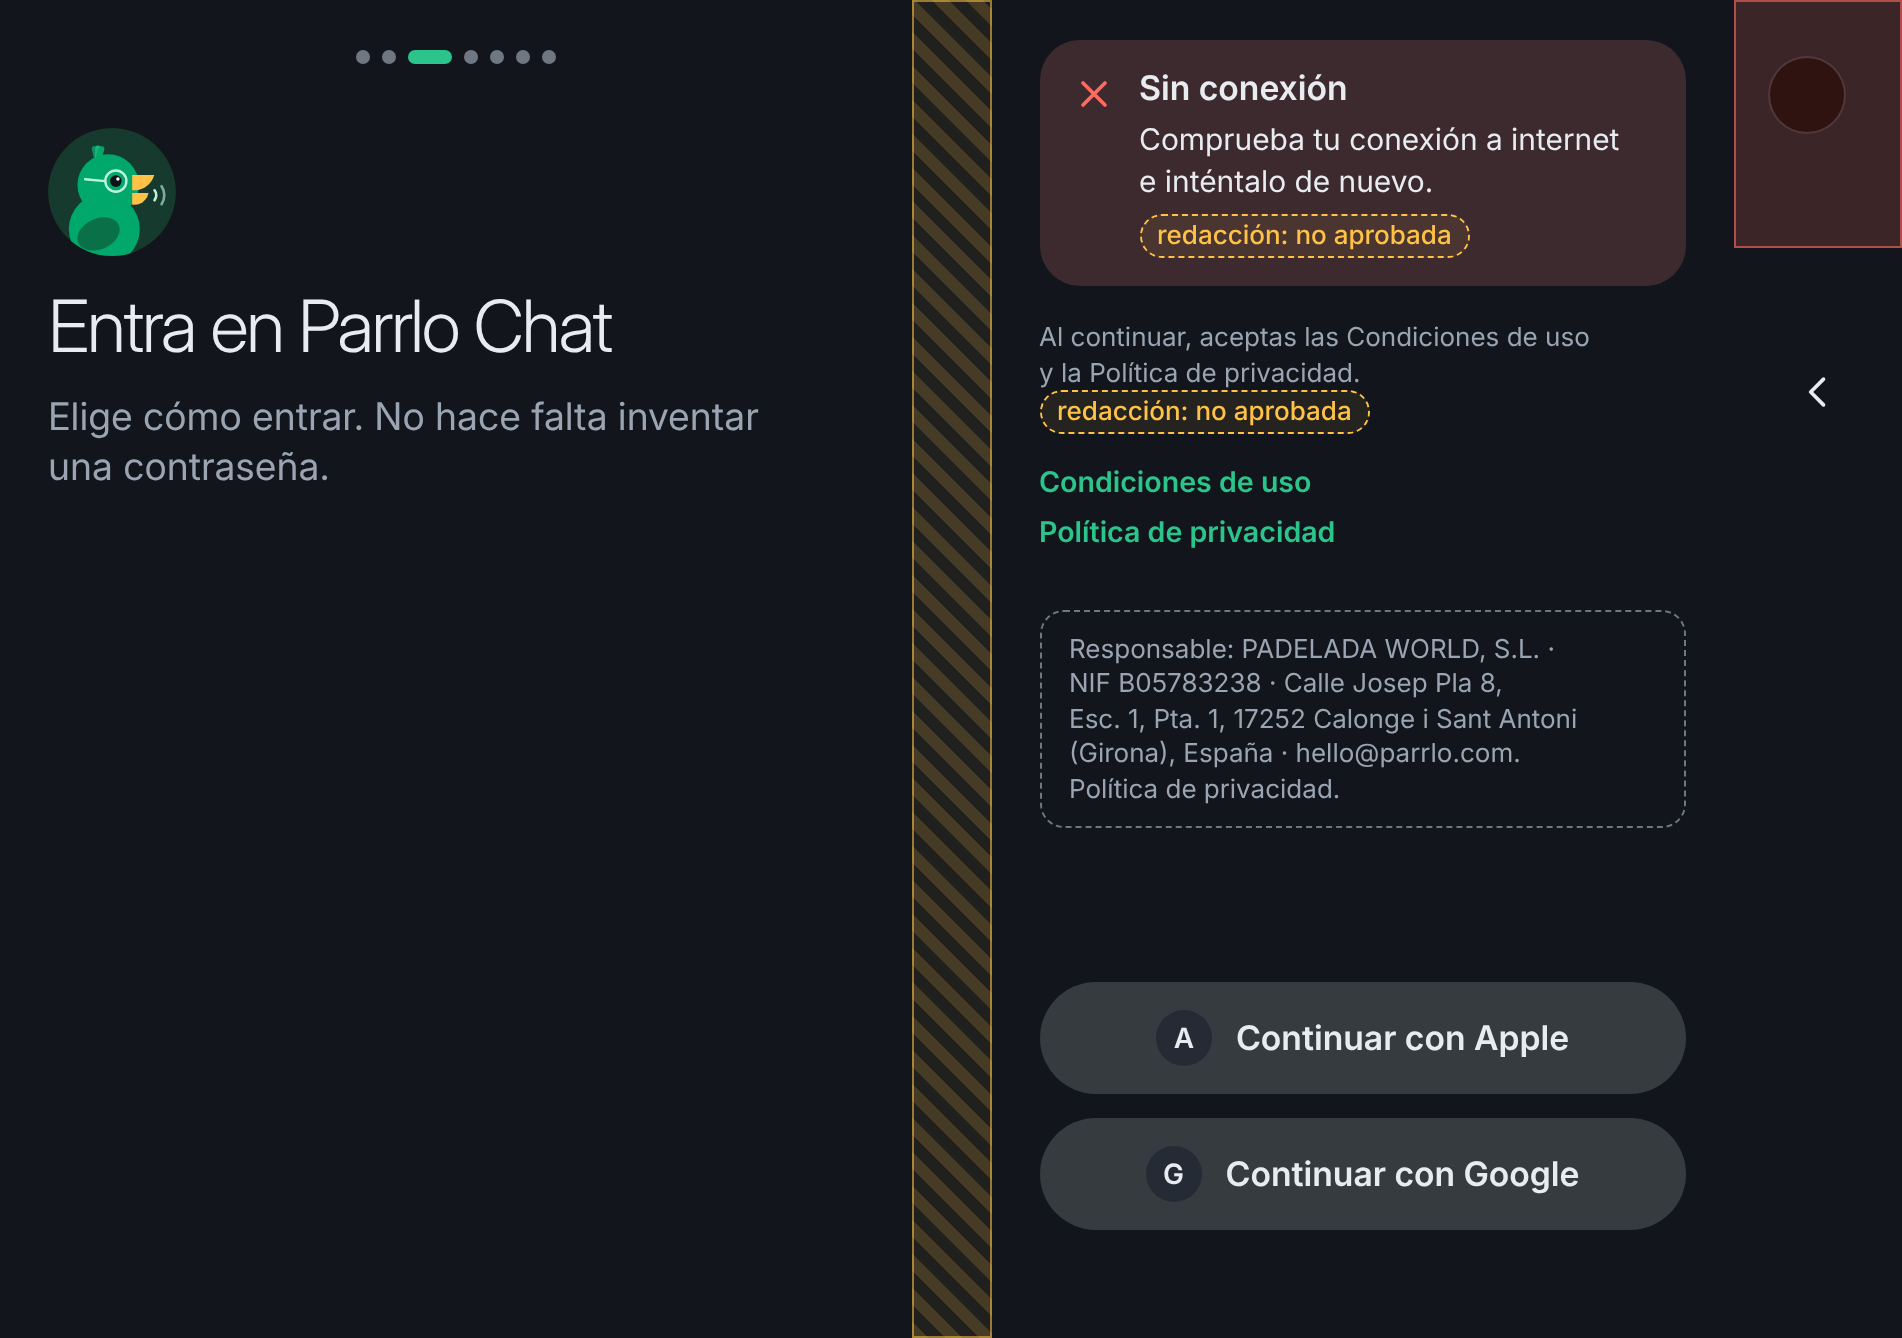 Entra en Parrlo Chat
Elige cómo entrar. No hace falta inventar
una contraseña.
Sin conexión
Comprueba tu conexión a internet
e inténtalo de nuevo.
redacción: no aprobada
Al continuar, aceptas las Condiciones de uso
y la Política de privacidad.
redacción: no aprobada
Condiciones de uso
Política de privacidad
Responsable: PADELADA WORLD, S.L. ·
NIF B05783238 · Calle Josep Pla 8,
Esc. 1, Pta. 1, 17252 Calonge i Sant Antoni
(Girona), España · hello@parrlo.com.
Política de privacidad.
A Continuar con Apple
G Continuar con Google